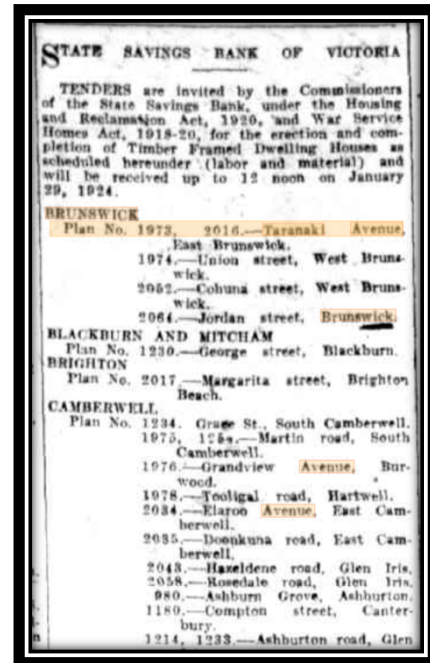 STATE SAVINGS BANK OF VICTORIA
TENDERS are invited by the Commissioners
of the State Savings Bank, under the Housing
and Reclamation Act, 1920, and War Service
Homes Act, 1918-20, for the erection and com-
pletion of Timber Framed Dwelling Houses as
scheduled hereunder (labor and material) and
will be received up to 12 noon on January
29, 1924.
BRUNSWICK
Plan No. 1973, 2016.—Taranaki Avenue,
East Brunswick.
1974.—Union street, West Bruns-
wick.
2052.—Cohuna street, West Bruns-
wick.
2064.—Jordan street, Brunswick.
BLACKBURN AND MITCHAM
Plan No. 1230.—George street, Blackburn.
BRIGHTON
Plan No. 2017.—Margarita street, Brighton
Beach.
CAMBERWELL
Plan No. 1234. Grace St., South Camberwell.
1975, —Martin road, South
Camberwell.
1976.—Grandview Avenue, Bur-
wood.
1978.—Tooligal road, Hartwell.
2034.—Elaroo Avenue, East Cam-
berwell.
2035.—Doonkuna road, East Cam-
berwell.
2043.—Hazeldene road, Glen Iris.
2058.—Rosedale road, Glen Iris.
980.—Ashburn Grove, Ashburton.
1180.—Compton street, Canter-
bury.
1214, 1233.—Ashburton road, Glen